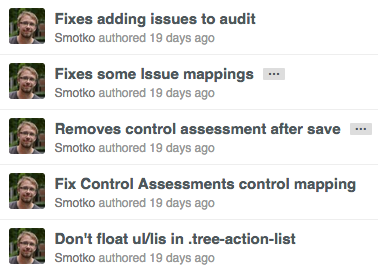 Fixes adding issues to audit
Smotko authored 19 days ago
Fixes some Issue mappings ...
Smotko authored 19 days ago
Removes control assessment after save ...
Smotko authored 19 days ago
Fix Control Assessments control mapping
Smotko authored 19 days ago
Don't float ul/lis in .tree-action-list
Smotko authored 19 days ago